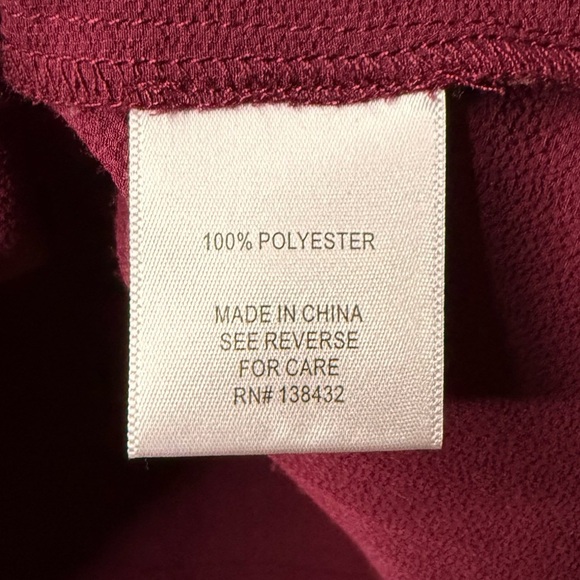 100% POLYESTER
MADE IN CHINA
SEE REVERSE
FOR CARE
RN# 138432